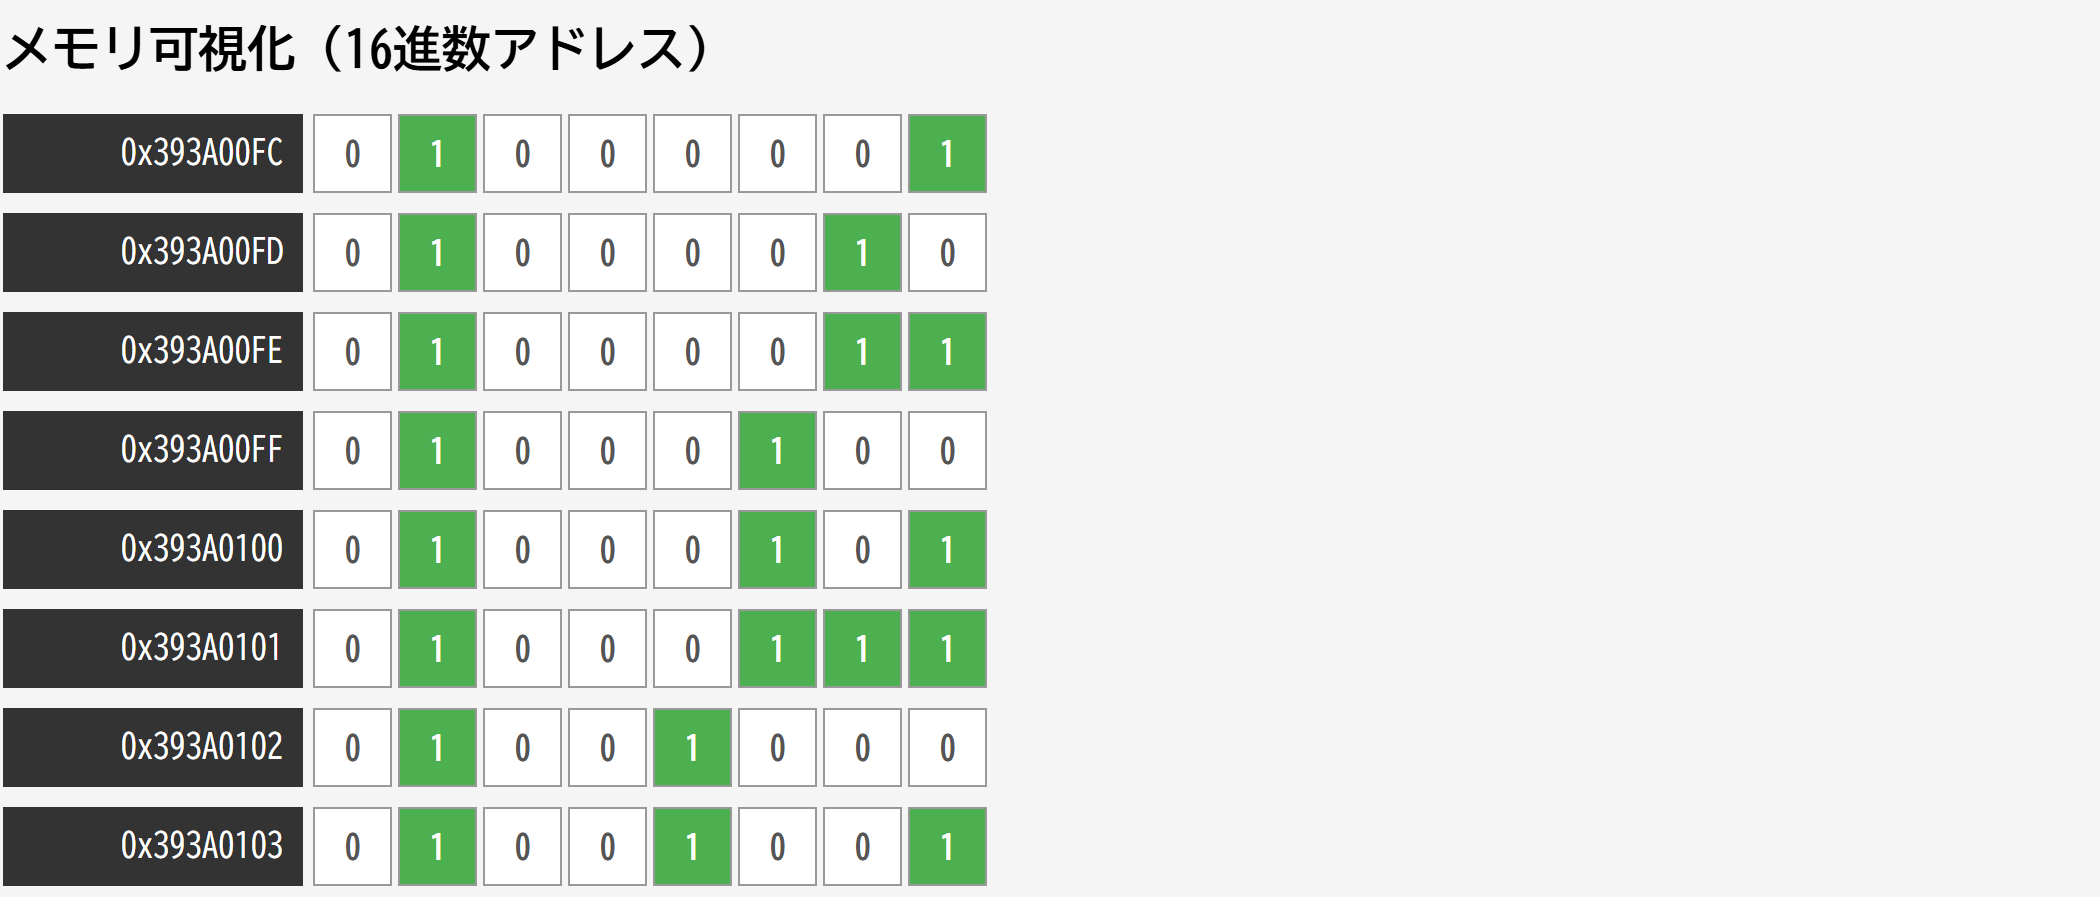 メモリ可視化（16進数アドレス）
0x393A00FC 0 1 0 0 0 0 0 1
0x393A00FD 0 1 0 0 0 0 1 0
0x393A00FE 0 1 0 0 0 0 1 1
0x393A00FF 0 1 0 0 0 1 0 0
0x393A0100 0 1 0 0 0 1 0 1
0x393A0101 0 1 0 0 0 1 1 1
0x393A0102 0 1 0 0 1 0 0 0
0x393A0103 0 1 0 0 1 0 0 1